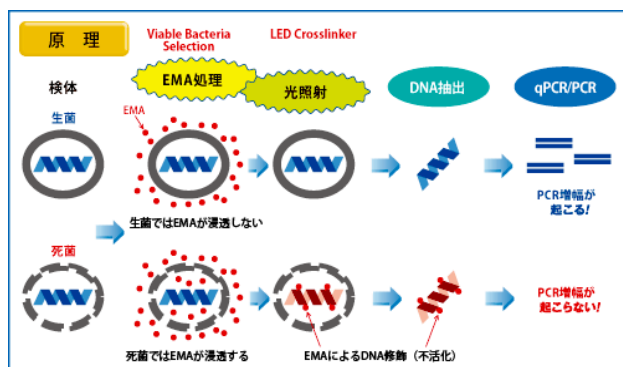 原 理
Viable Bacteria
Selection
LED Crosslinker
検体
EMA処理
光照射
DNA抽出
qPCR/PCR
生菌
EMA
生菌ではEMAが浸透しない
PCR増幅が
起こる!
死菌
死菌ではEMAが浸透する
EMAによるDNA修飾（不活化）
PCR増幅が
起こらない!